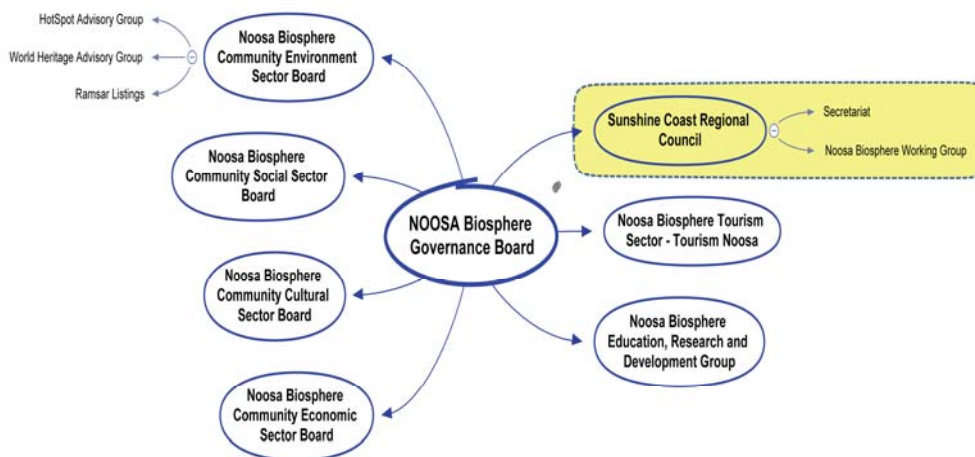 HotSpot Advisory Group
World Heritage Advisory Group
Ramsar Listings
Noosa Biosphere
Community Environment
Sector Board
Sunshine Coast Regional
Council
Secretariat
Noosa Biosphere Working Group
Noosa Biosphere
Community Social Sector
Board
NOOSA Biosphere
Governance Board
Noosa Biosphere Tourism
Sector - Tourism Noosa
Noosa Biosphere
Community Cultural
Sector Board
Noosa Biosphere
Education, Research and
Development Group
Noosa Biosphere
Community Economic
Sector Board